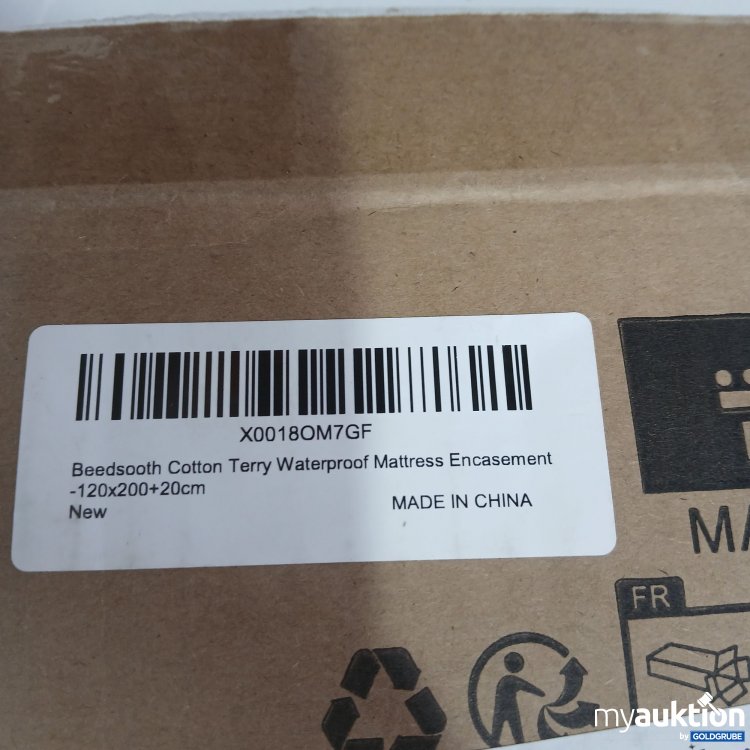 X0018OM7GF
Beedsooth Cotton Terry Waterproof Mattress Encasement
-120x200+20cm
New
MADE IN CHINA
MA
FR
myauktion
by GOLDGRUBE